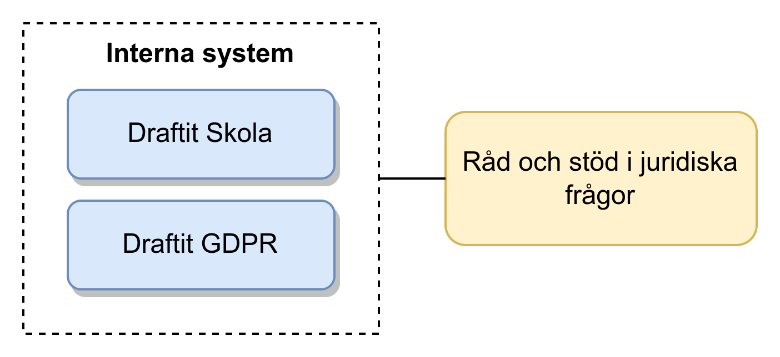 Interna system
Draftit Skola
Draftit GDPR
Råd och stöd i juridiska
frågor